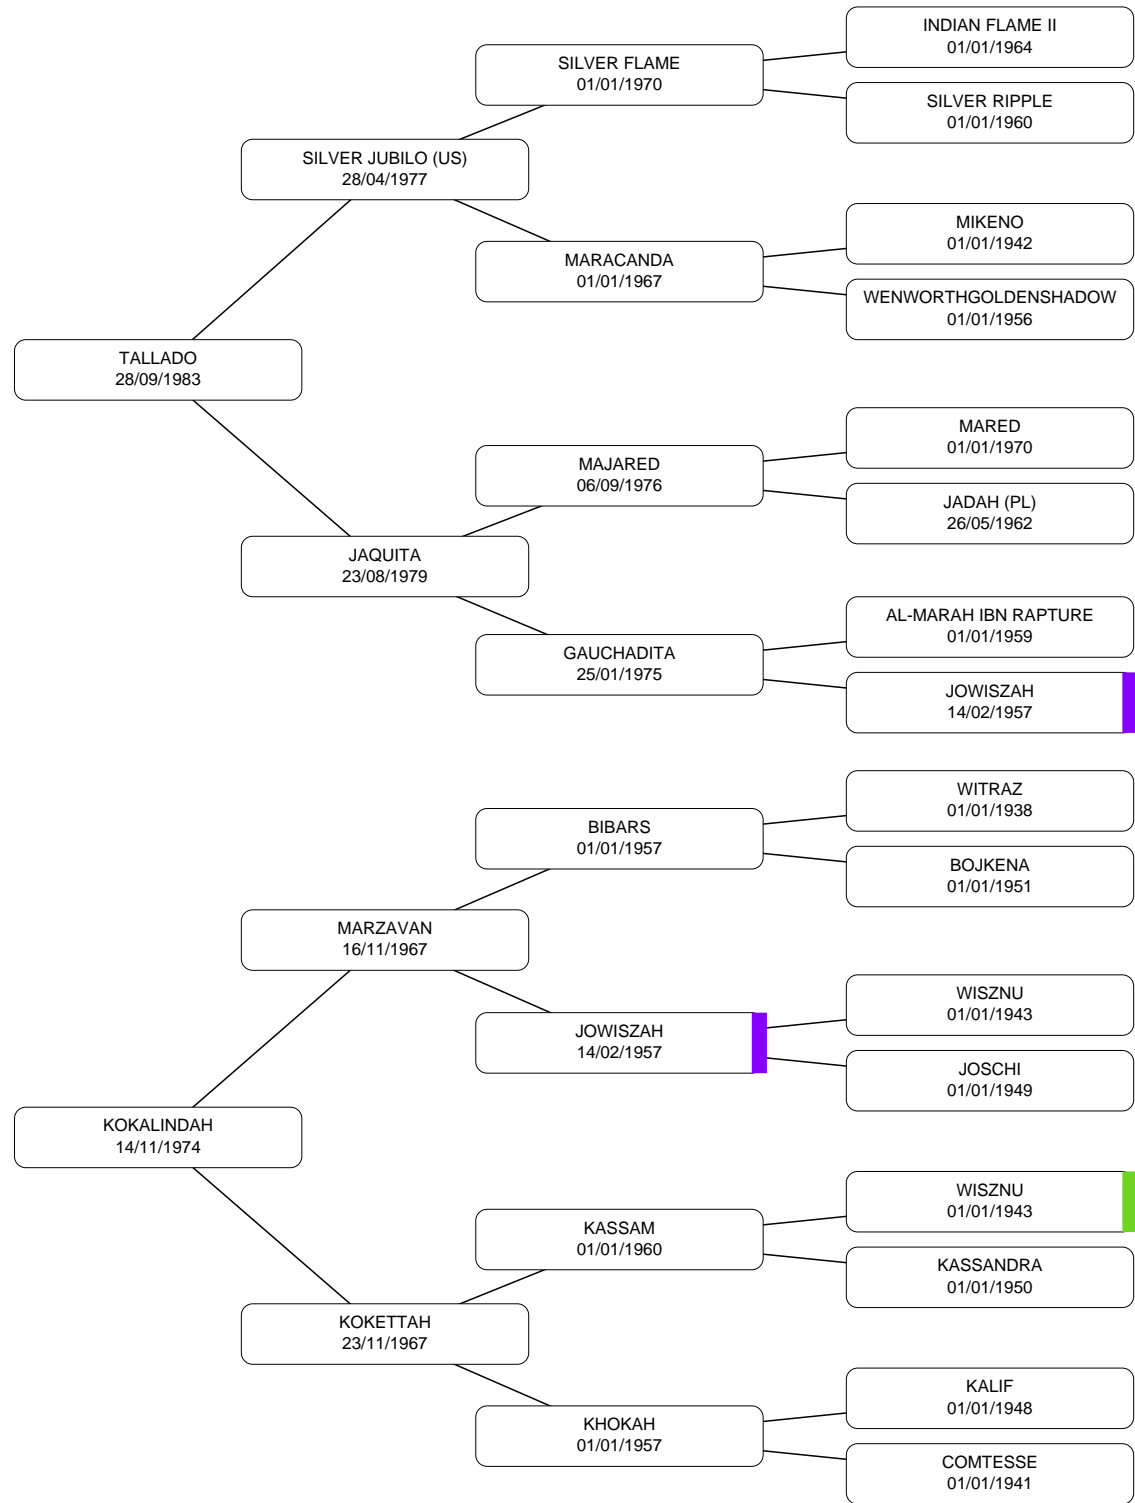 INDIAN FLAME II
01/01/1964
SILVER FLAME
01/01/1970
SILVER RIPPLE
01/01/1960
SILVER JUBILO (US)
28/04/1977
MIKENO
01/01/1942
MARACANDA
01/01/1967
WENWORTHGOLDENSHADOW
01/01/1956
TALLADO
28/09/1983
MARED
01/01/1970
MAJARED
06/09/1976
JADAH (PL)
26/05/1962
JAQUITA
23/08/1979
AL-MARAH IBN RAPTURE
01/01/1959
GAUCHADITA
25/01/1975
JOWISZAH
14/02/1957
WITRAZ
01/01/1938
BIBARS
01/01/1957
BOJKENA
01/01/1951
MARZAVAN
16/11/1967
WISZNU
01/01/1943
JOWISZAH
14/02/1957
JOSCHI
01/01/1949
KOKALINDAH
14/11/1974
WISZNU
01/01/1943
KASSAM
01/01/1960
KASSANDRA
01/01/1950
KOKETTAH
23/11/1967
KALIF
01/01/1948
KHOKAH
01/01/1957
COMTESSE
01/01/1941